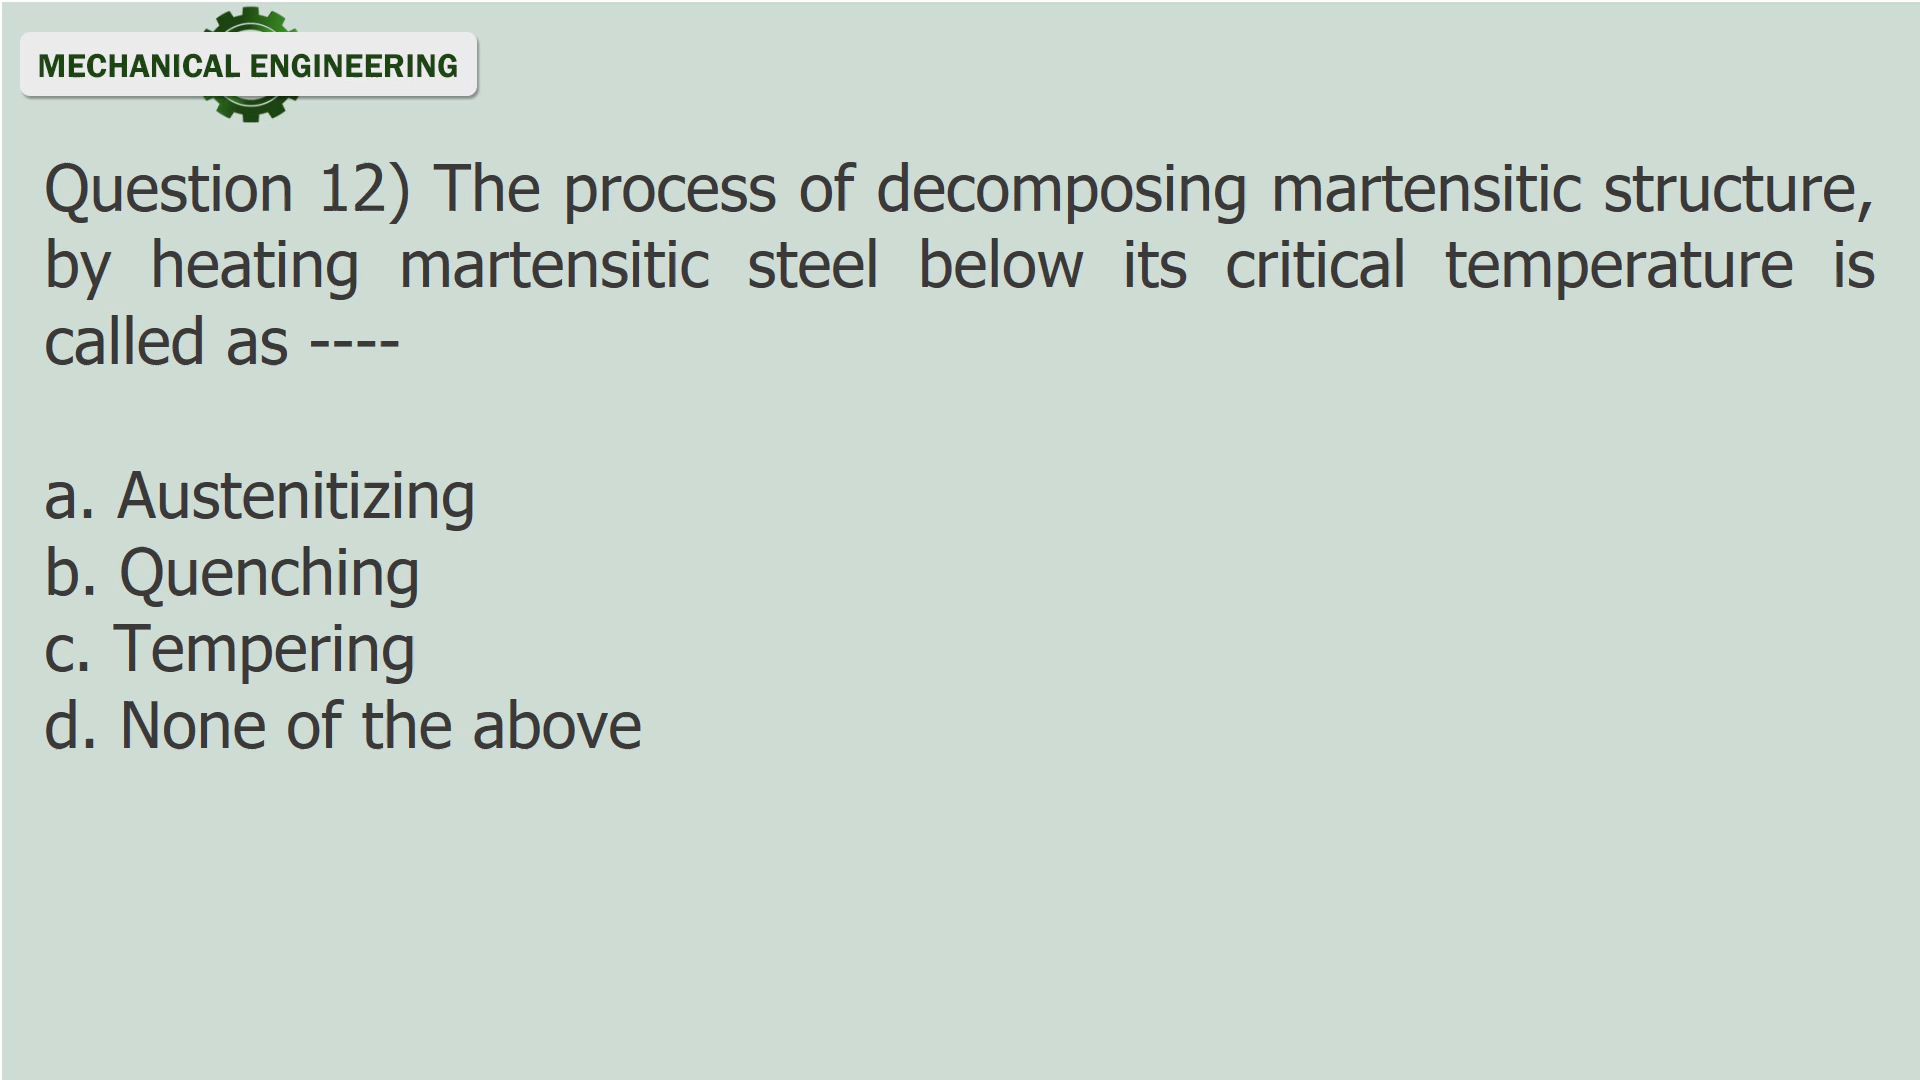 MECHANICAL ENGINEERING
Question 12) The process of decomposing martensitic structure,
by heating martensitic steel below its critical temperature is
called as ----
a. Austenitizing
b. Quenching
c. Tempering
d. None of the above